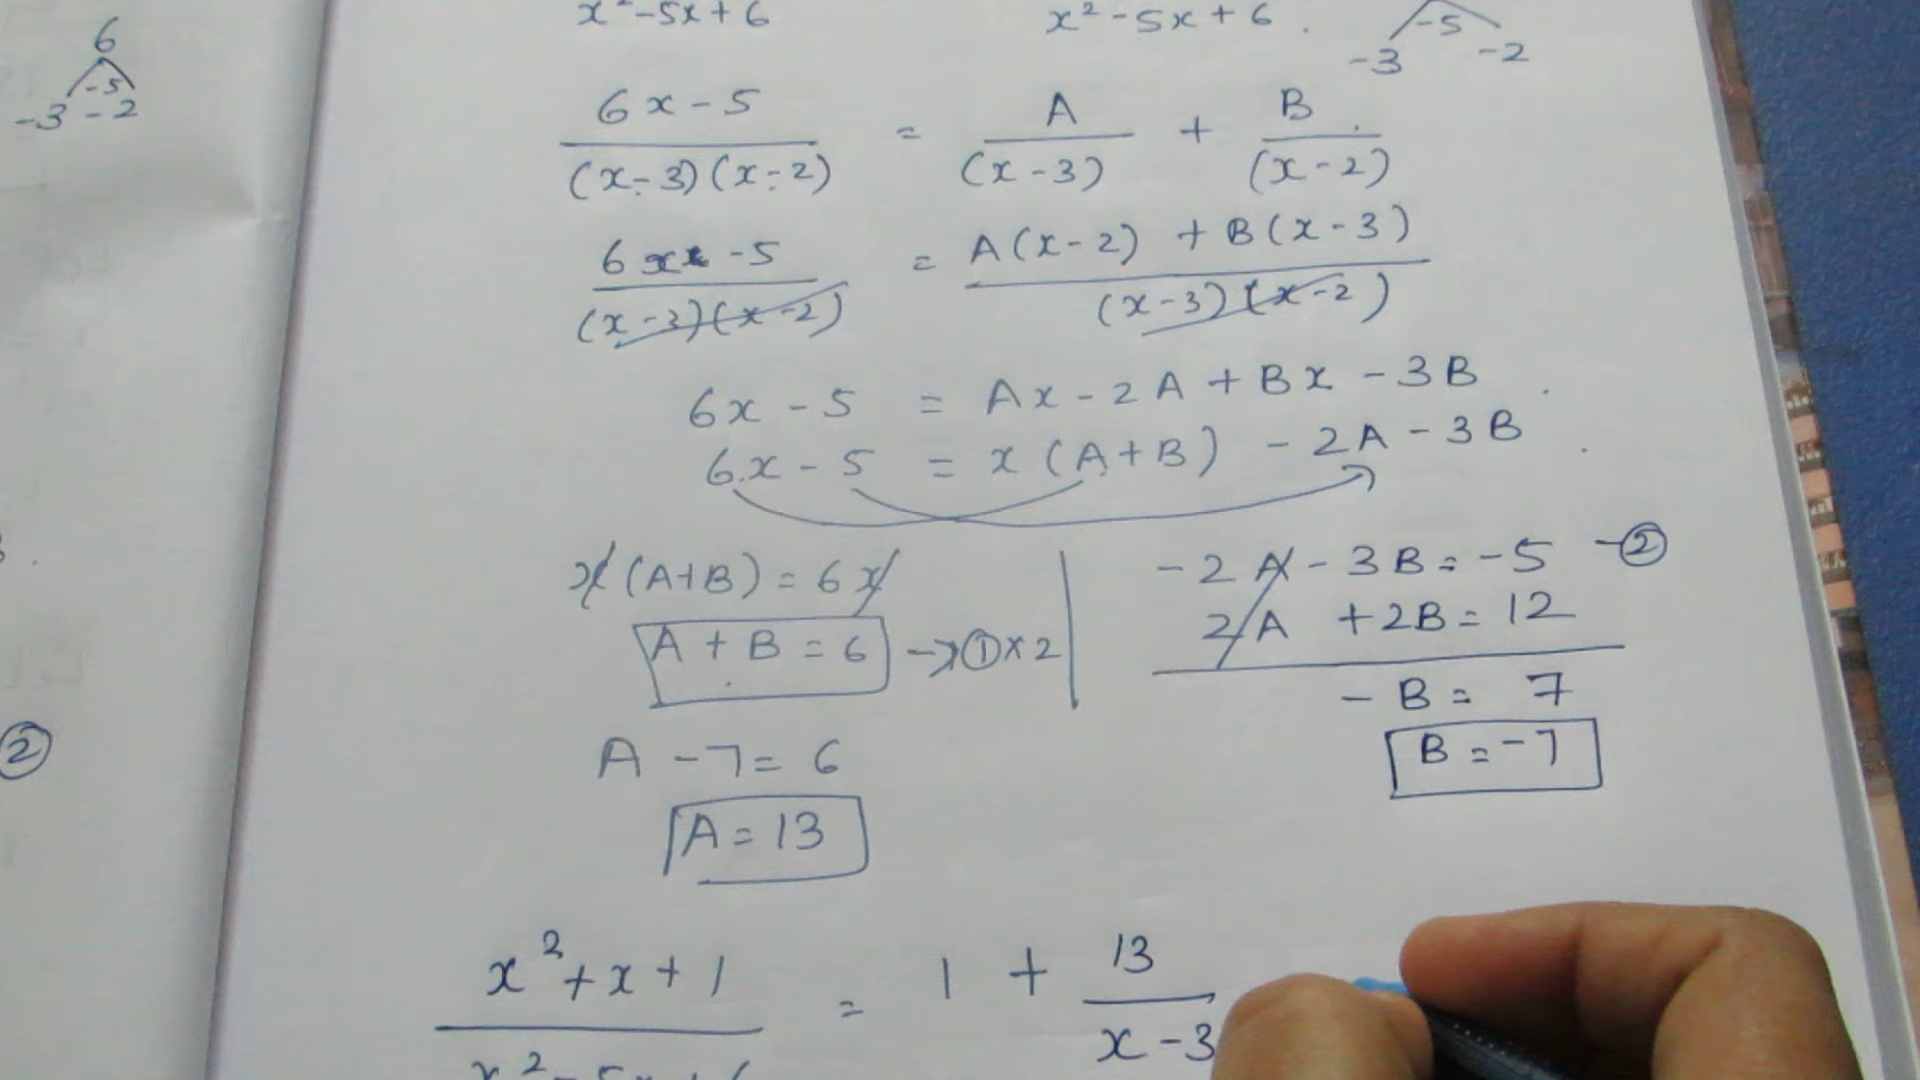 6
-5
-3 -2
x²-5x+6 x²-5x+6 -5
-3 -2
6x-5 / (x-3)(x-2) = A / (x-3) + B / (x-2)
6x-5 / (x-3)(x-2) = A(x-2) + B(x-3) / (x-3)(x-2)
6x-5 = Ax-2A+Bx-3B
6x-5 = x(A+B) -2A-3B
x(A+B)=6x
A+B=6 → ①×2
A-7=6
A=13
-2A-3B=-5 -②
2A +2B=12
-B=7
B=-7
②
x²+x+1 / x²-5x+6 = 1 + 13 / x-3